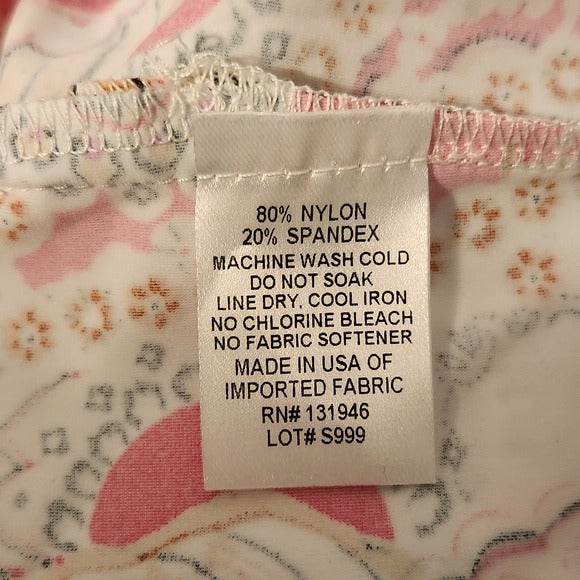 80% NYLON
20% SPANDEX
MACHINE WASH COLD
DO NOT SOAK
LINE DRY, COOL IRON
NO CHLORINE BLEACH
NO FABRIC SOFTENER
MADE IN USA OF
IMPORTED FABRIC
RN# 131946
LOT# S999